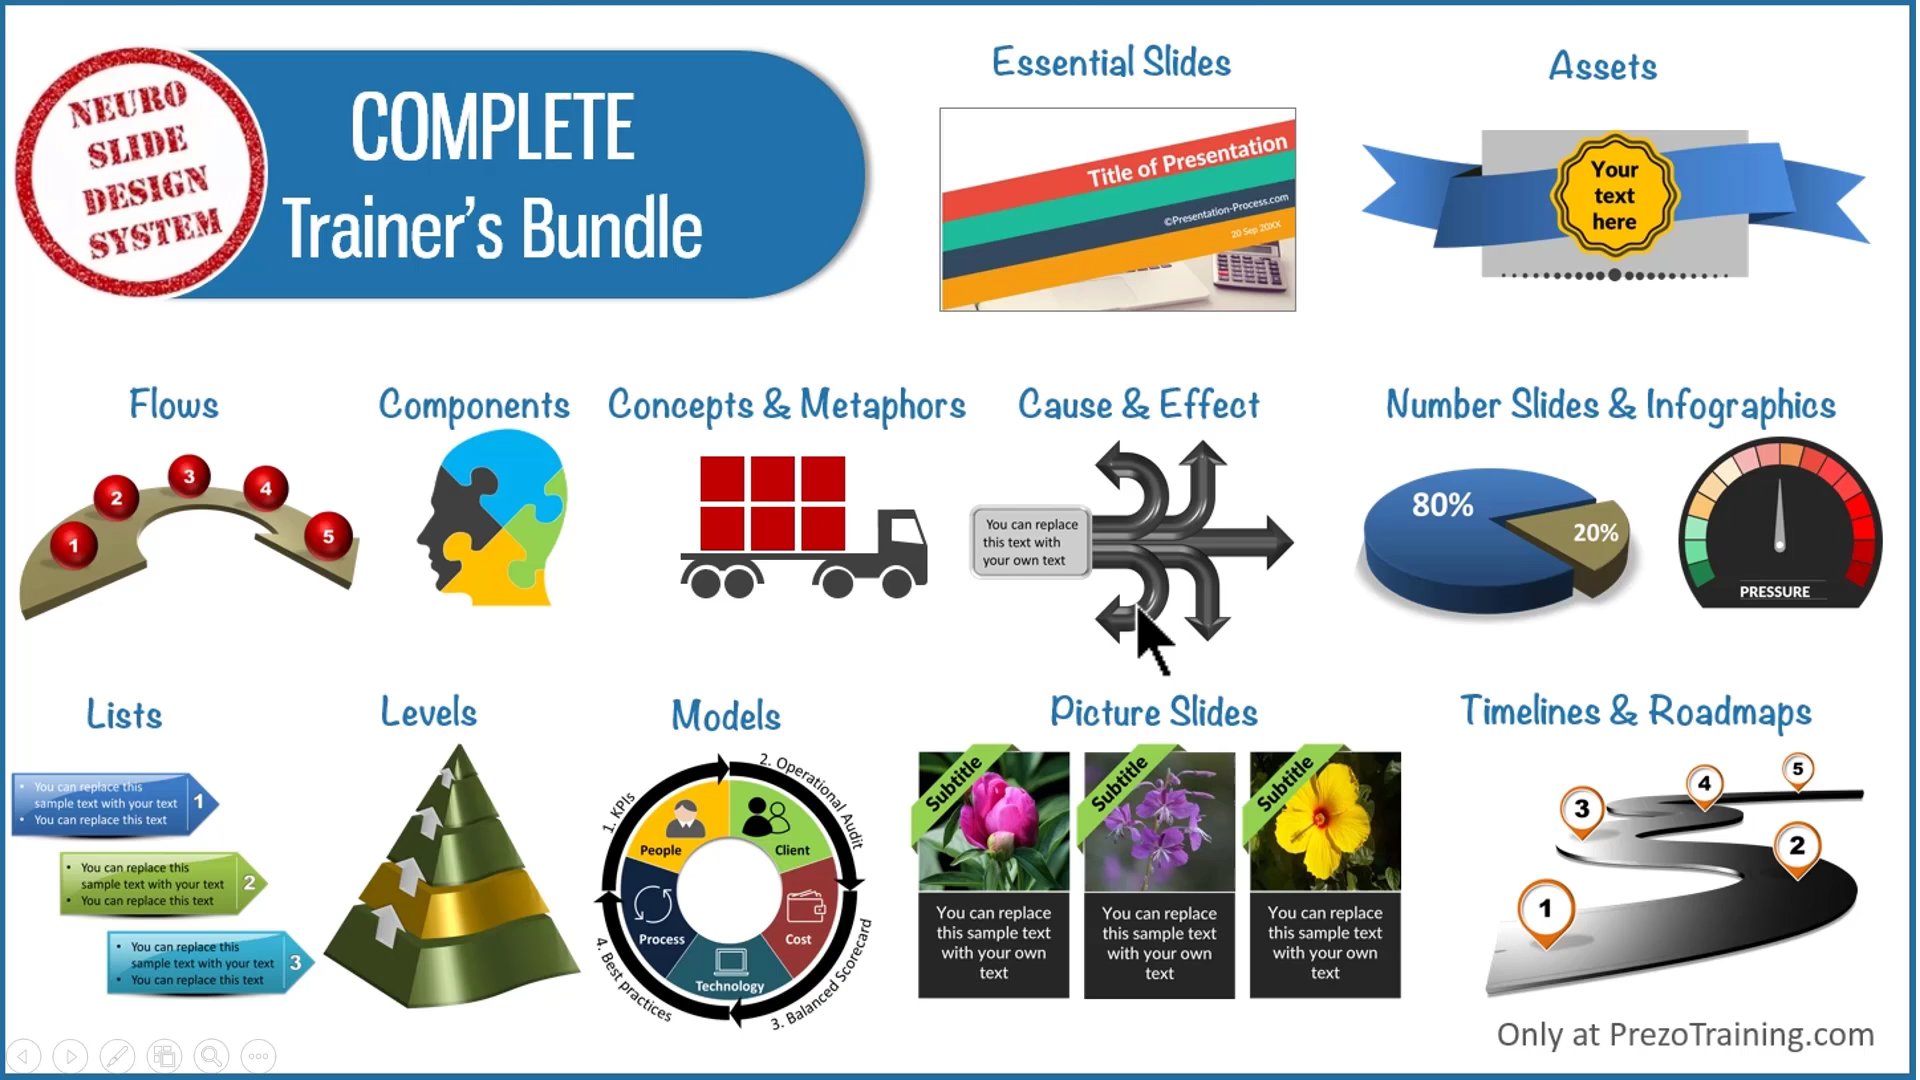 NEURO
SLIDE
DESIGN
SYSTEM
COMPLETE
Trainer's Bundle
Essential Slides
Title of Presentation
©Presentation-Process.com
20 Sep 20XX
Assets
Your
text
here
Flows
1
2
3
4
5
Components
Concepts & Metaphors
Cause & Effect
You can replace
this text with
your own text
Number Slides & Infographics
80%
20%
PRESSURE
Lists
• You can replace this
sample text with your text
• You can replace this text
1
• You can replace this
sample text with your text
• You can replace this text
2
• You can replace this
sample text with your text
• You can replace this text
3
Levels
Models
1. KPIs
2. Operational Audit
3. Balanced Scorecard
4. Best practices
People
Client
Process
Cost
Technology
Picture Slides
Subtitle
You can replace
this sample text
with your own
text
Subtitle
You can replace
this sample text
with your own
text
Subtitle
You can replace
this sample text
with your own
text
Timelines & Roadmaps
1
2
3
4
5
Only at PrezoTraining.com